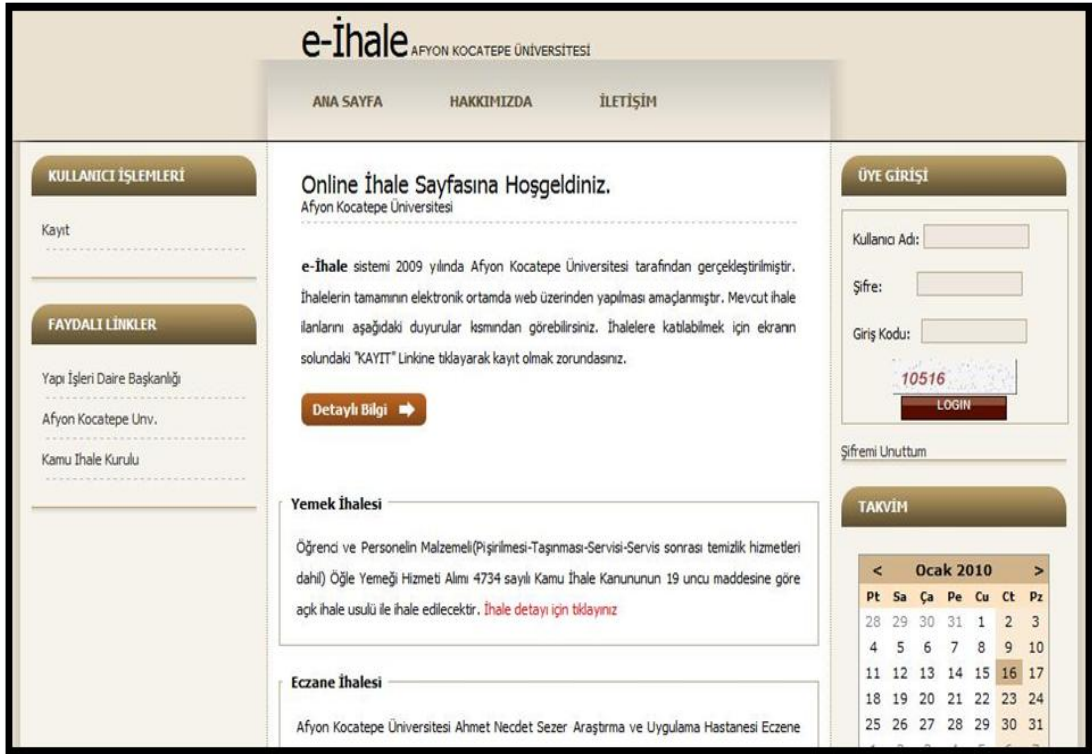 e-İhale AFYON KOCATEPE ÜNİVERSİTESİ
ANA SAYFA HAKKIMIZDA İLETİŞİM
KULLANICI İŞLEMLERİ
Kayıt
FAYDALI LİNKLER
Yapı İşleri Daire Başkanlığı
Afyon Kocatepe Unv.
Kamu Ihale Kurulu
Online İhale Sayfasına Hoşgeldiniz.
Afyon Kocatepe Üniversitesi
e-İhale sistemi 2009 yılında Afyon Kocatepe Üniversitesi tarafından gerçekleştirilmiştir.
İhalelerin tamamının elektronik ortamda web üzerinden yapılması amaçlanmıştır. Mevcut ihale
ilanlarını aşağıdaki duyurular kısmından görebilirsiniz. İhalelere katılabilmek için ekranın
solundaki "KAYIT" Linkine tıklayarak kayıt olmak zorundasınız.
Detaylı Bilgi
Yemek İhalesi
Öğrenci ve Personelin Malzemeli(Pişirilmesi-Taşınması-Servisi-Servis sonrası temizlik hizmetleri
dahil) Öğle Yemeği Hizmeti Alımı 4734 sayılı Kamu İhale Kanununun 19 uncu maddesine göre
açık ihale usulü ile ihale edilecektir. İhale detayı için tıklayınız
Eczane İhalesi
Afyon Kocatepe Üniversitesi Ahmet Necdet Sezer Araştırma ve Uygulama Hastanesi Eczene
ÜYE GİRİŞİ
Kullanıcı Adı:
Şifre:
Giriş Kodu:
10516
LOGIN
Şifremi Unuttum
TAKVİM
< Ocak 2010 >
Pt Sa Ça Pe Cu Ct Pz
28 29 30 31 1 2 3
4 5 6 7 8 9 10
11 12 13 14 15 16 17
18 19 20 21 22 23 24
25 26 27 28 29 30 31